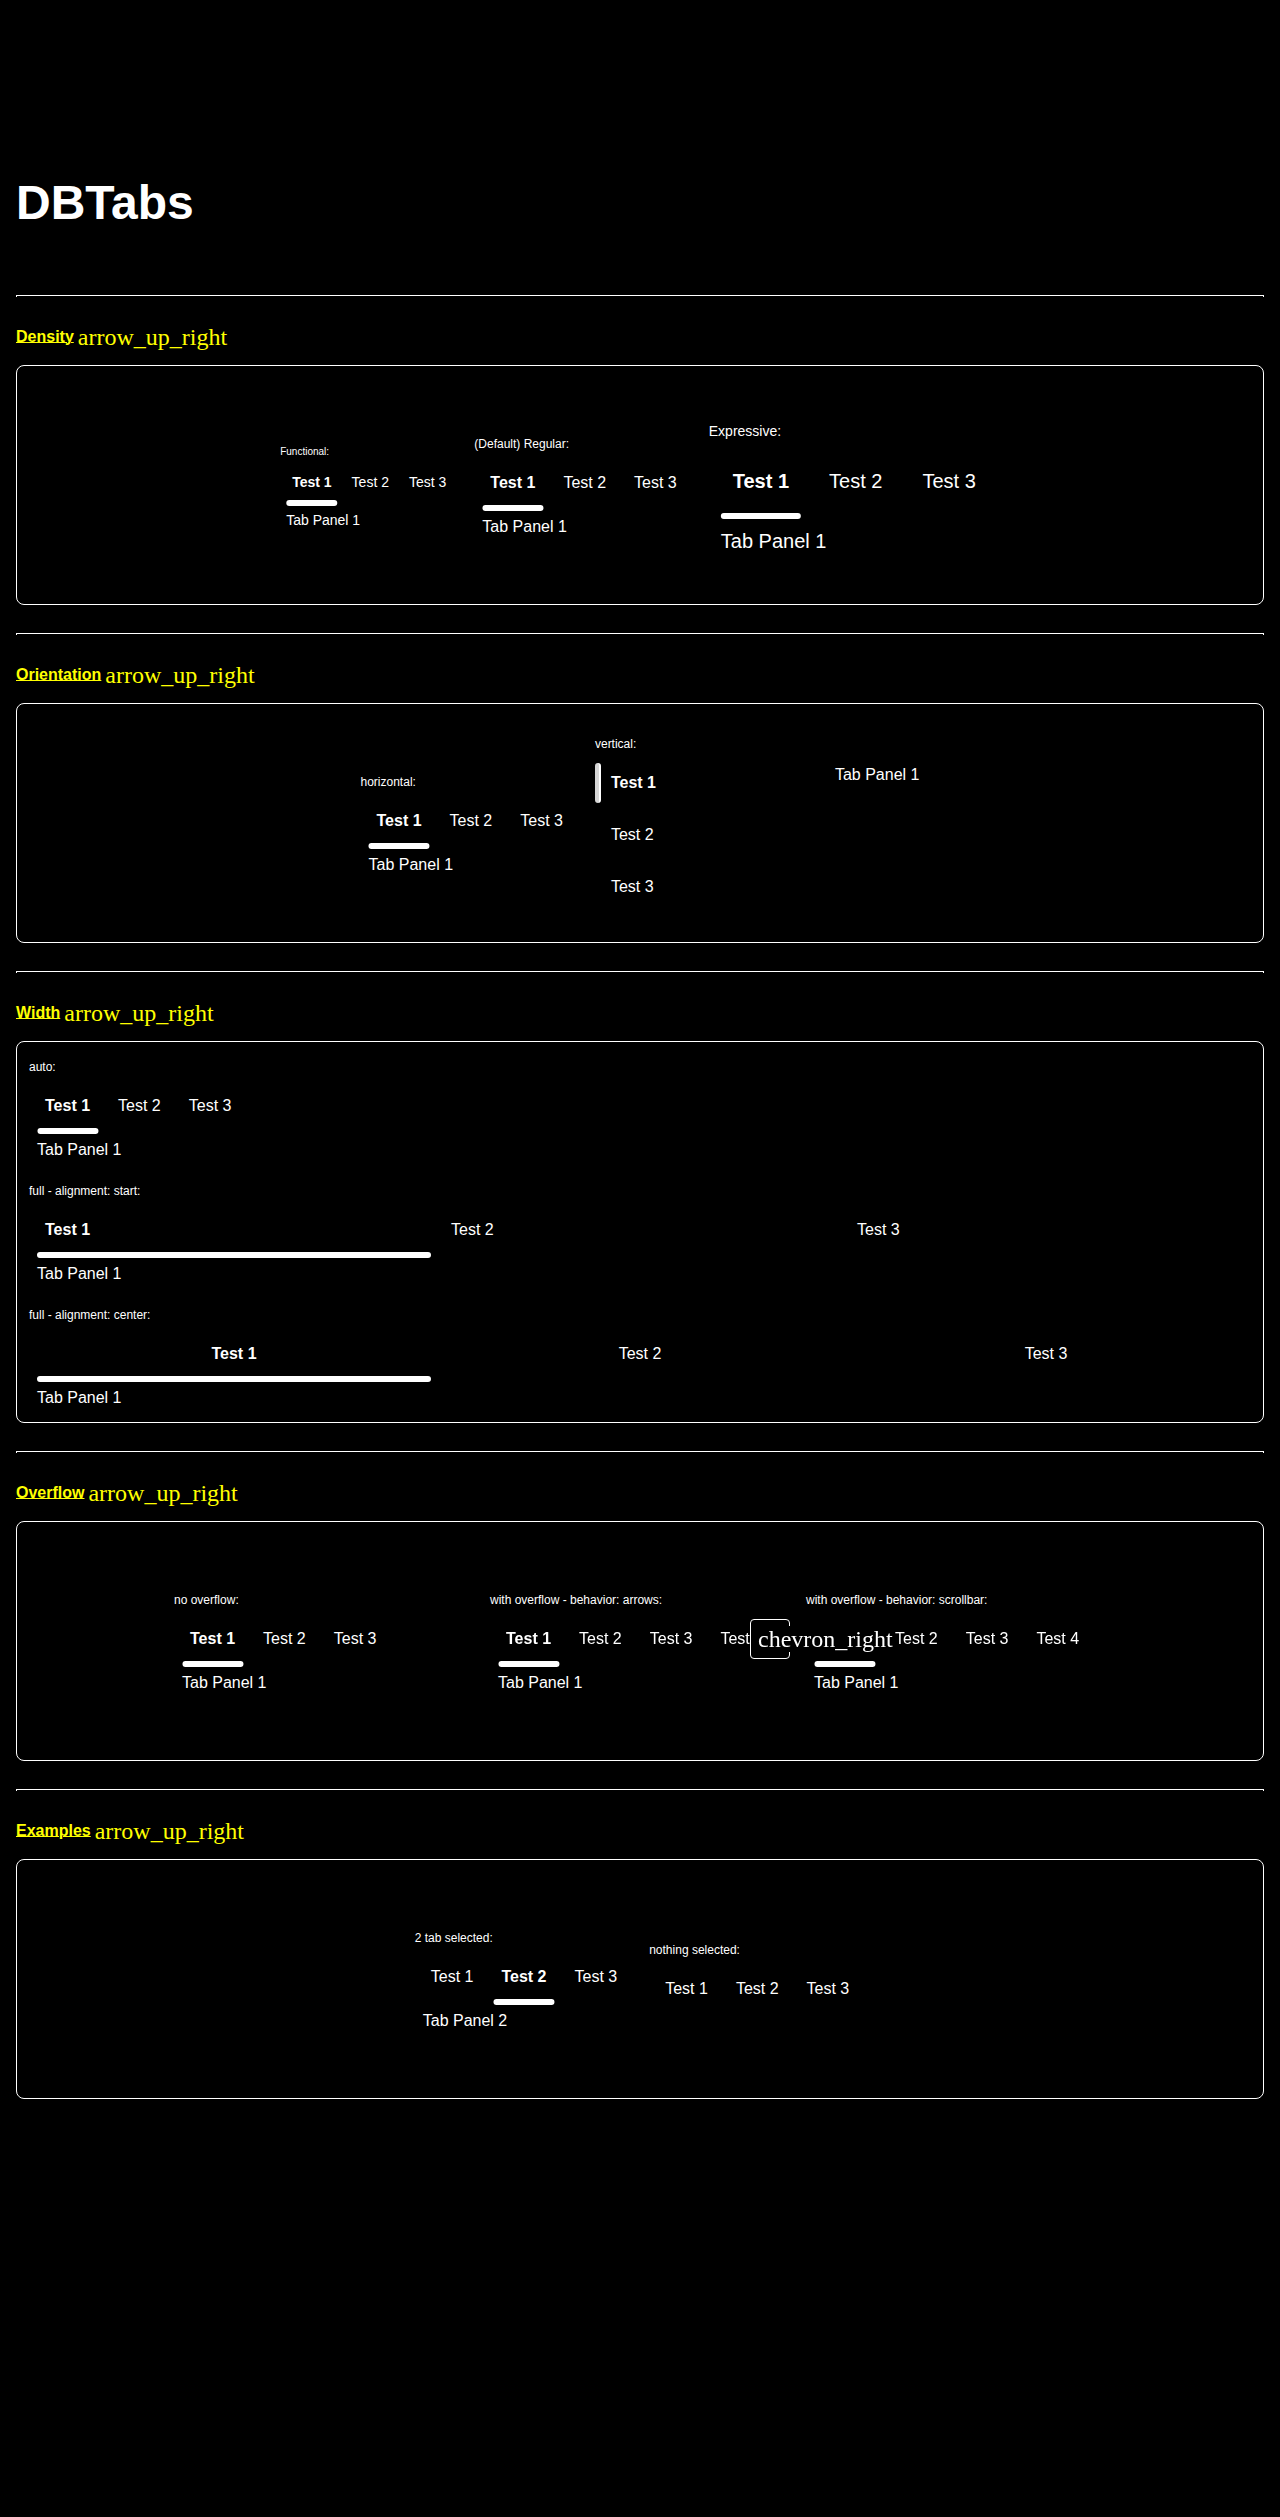 DBTabs
Density arrow_up_right
Functional:
Test 1 Test 2 Test 3
Tab Panel 1
(Default) Regular:
Test 1 Test 2 Test 3
Tab Panel 1
Expressive:
Test 1 Test 2 Test 3
Tab Panel 1
Orientation arrow_up_right
horizontal:
Test 1 Test 2 Test 3
Tab Panel 1
vertical:
Test 1
Test 2
Test 3
Tab Panel 1
Width arrow_up_right
auto:
Test 1 Test 2 Test 3
Tab Panel 1
full - alignment: start:
Test 1 Test 2 Test 3
Tab Panel 1
full - alignment: center:
Test 1 Test 2 Test 3
Tab Panel 1
Overflow arrow_up_right
no overflow:
Test 1 Test 2 Test 3
Tab Panel 1
with overflow - behavior: arrows:
Test 1 Test 2 Test 3 Test chevron_right
Tab Panel 1
with overflow - behavior: scrollbar:
Test 2 Test 3 Test 4
Tab Panel 1
Examples arrow_up_right
2 tab selected:
Test 1 Test 2 Test 3
Tab Panel 2
nothing selected:
Test 1 Test 2 Test 3